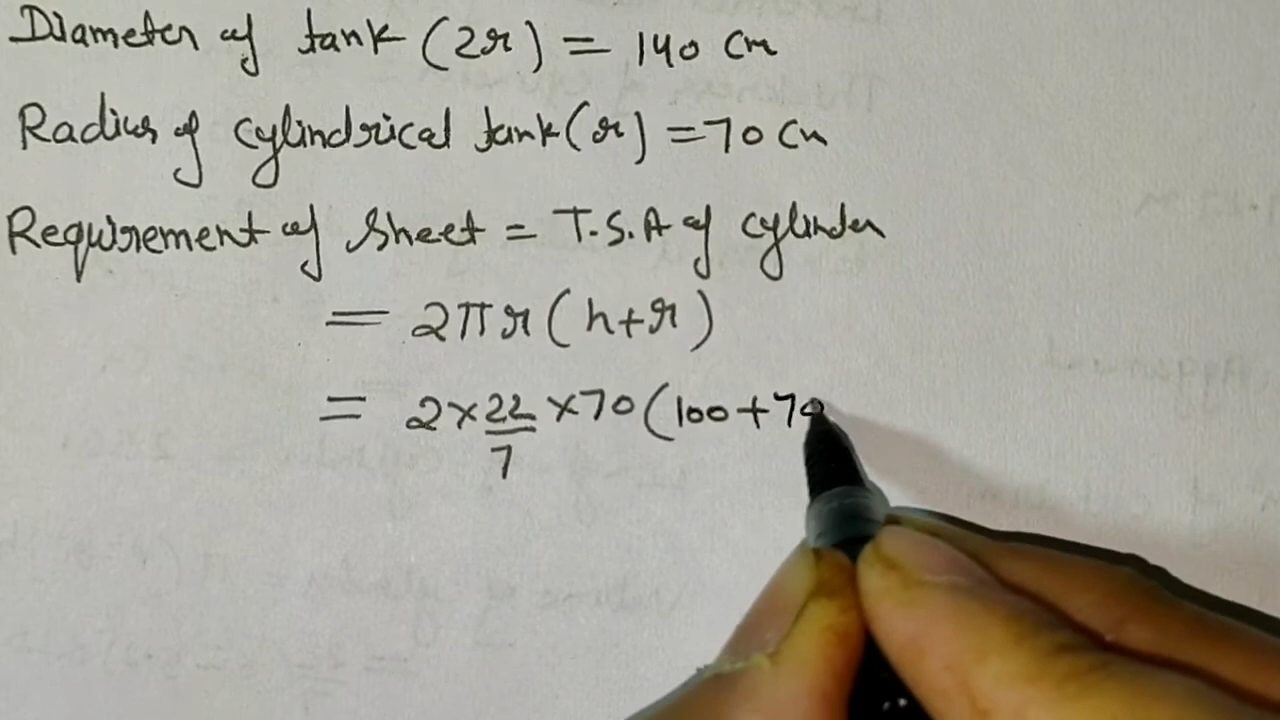 Diameter of tank (2r) = 140 cm
Radius of cylindrical tank (r) = 70 cm
Requirement of sheet = T.S.A of cylinder
= 2πr (h+r)
= 2 × 22/7 × 70 (100 + 70